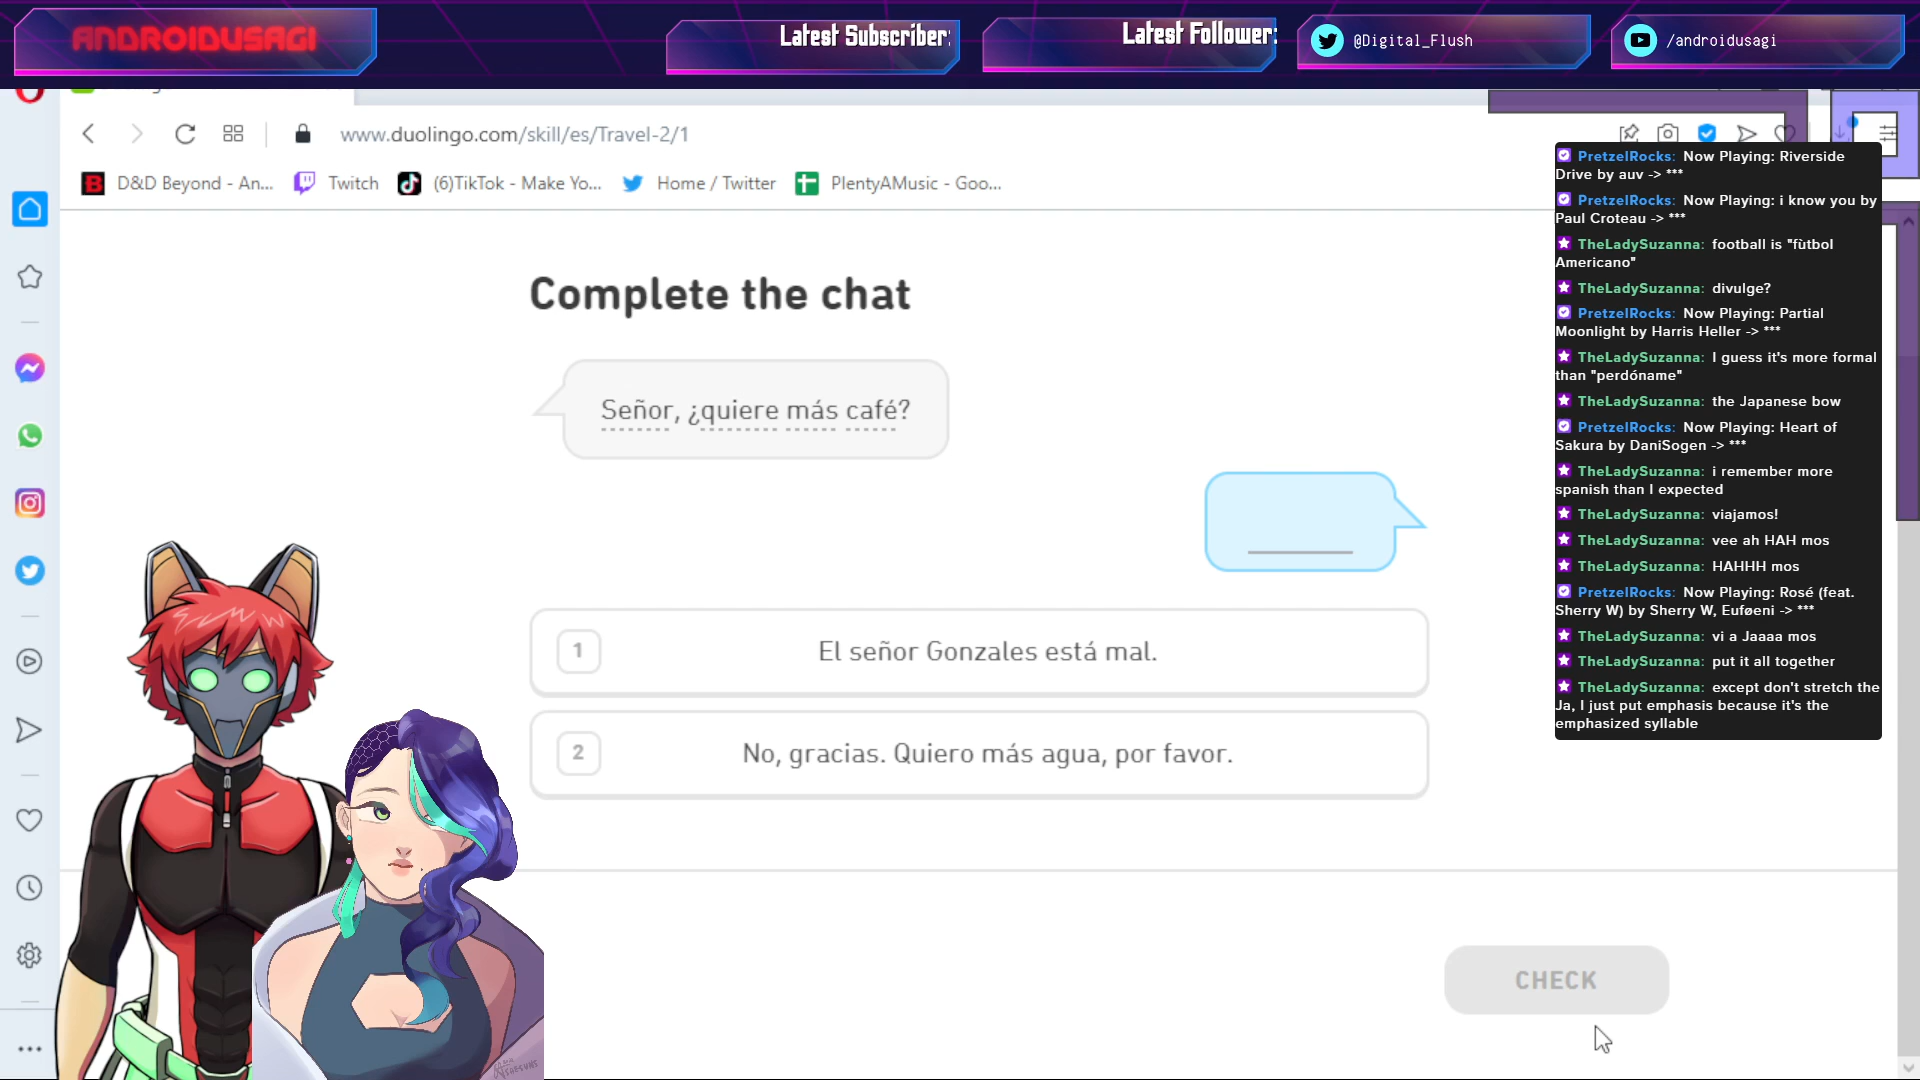 ANDROIDUSAGI
Latest Subscriber:
Latest Follower:
@Digital_Flush
/androidusagi
www.duolingo.com/skill/es/Travel-2/1
D&D Beyond - An...
Twitch
(6)TikTok - Make Yo...
Home / Twitter
PlentyAMusic - Goo...
Complete the chat
Señor, ¿quiere más café?
1
El señor Gonzales está mal.
2
No, gracias. Quiero más agua, por favor.
CHECK
PretzelRocks: Now Playing: Riverside
Drive by auv -> ***
PretzelRocks: Now Playing: i know you by
Paul Croteau -> ***
TheLadySuzanna: football is "fùtbol
Americano"
TheLadySuzanna: divulge?
PretzelRocks: Now Playing: Partial
Moonlight by Harris Heller -> ***
TheLadySuzanna: I guess it's more formal
than "perdóname"
TheLadySuzanna: the Japanese bow
PretzelRocks: Now Playing: Heart of
Sakura by DaniSogen -> ***
TheLadySuzanna: i remember more
spanish than I expected
TheLadySuzanna: viajamos!
TheLadySuzanna: vee ah HAH mos
TheLadySuzanna: HAHHH mos
PretzelRocks: Now Playing: Rosé (feat.
Sherry W) by Sherry W, Euføeni -> ***
TheLadySuzanna: vi a Jaaaa mos
TheLadySuzanna: put it all together
TheLadySuzanna: except don't stretch the
Ja, I just put emphasis because it's the
emphasized syllable